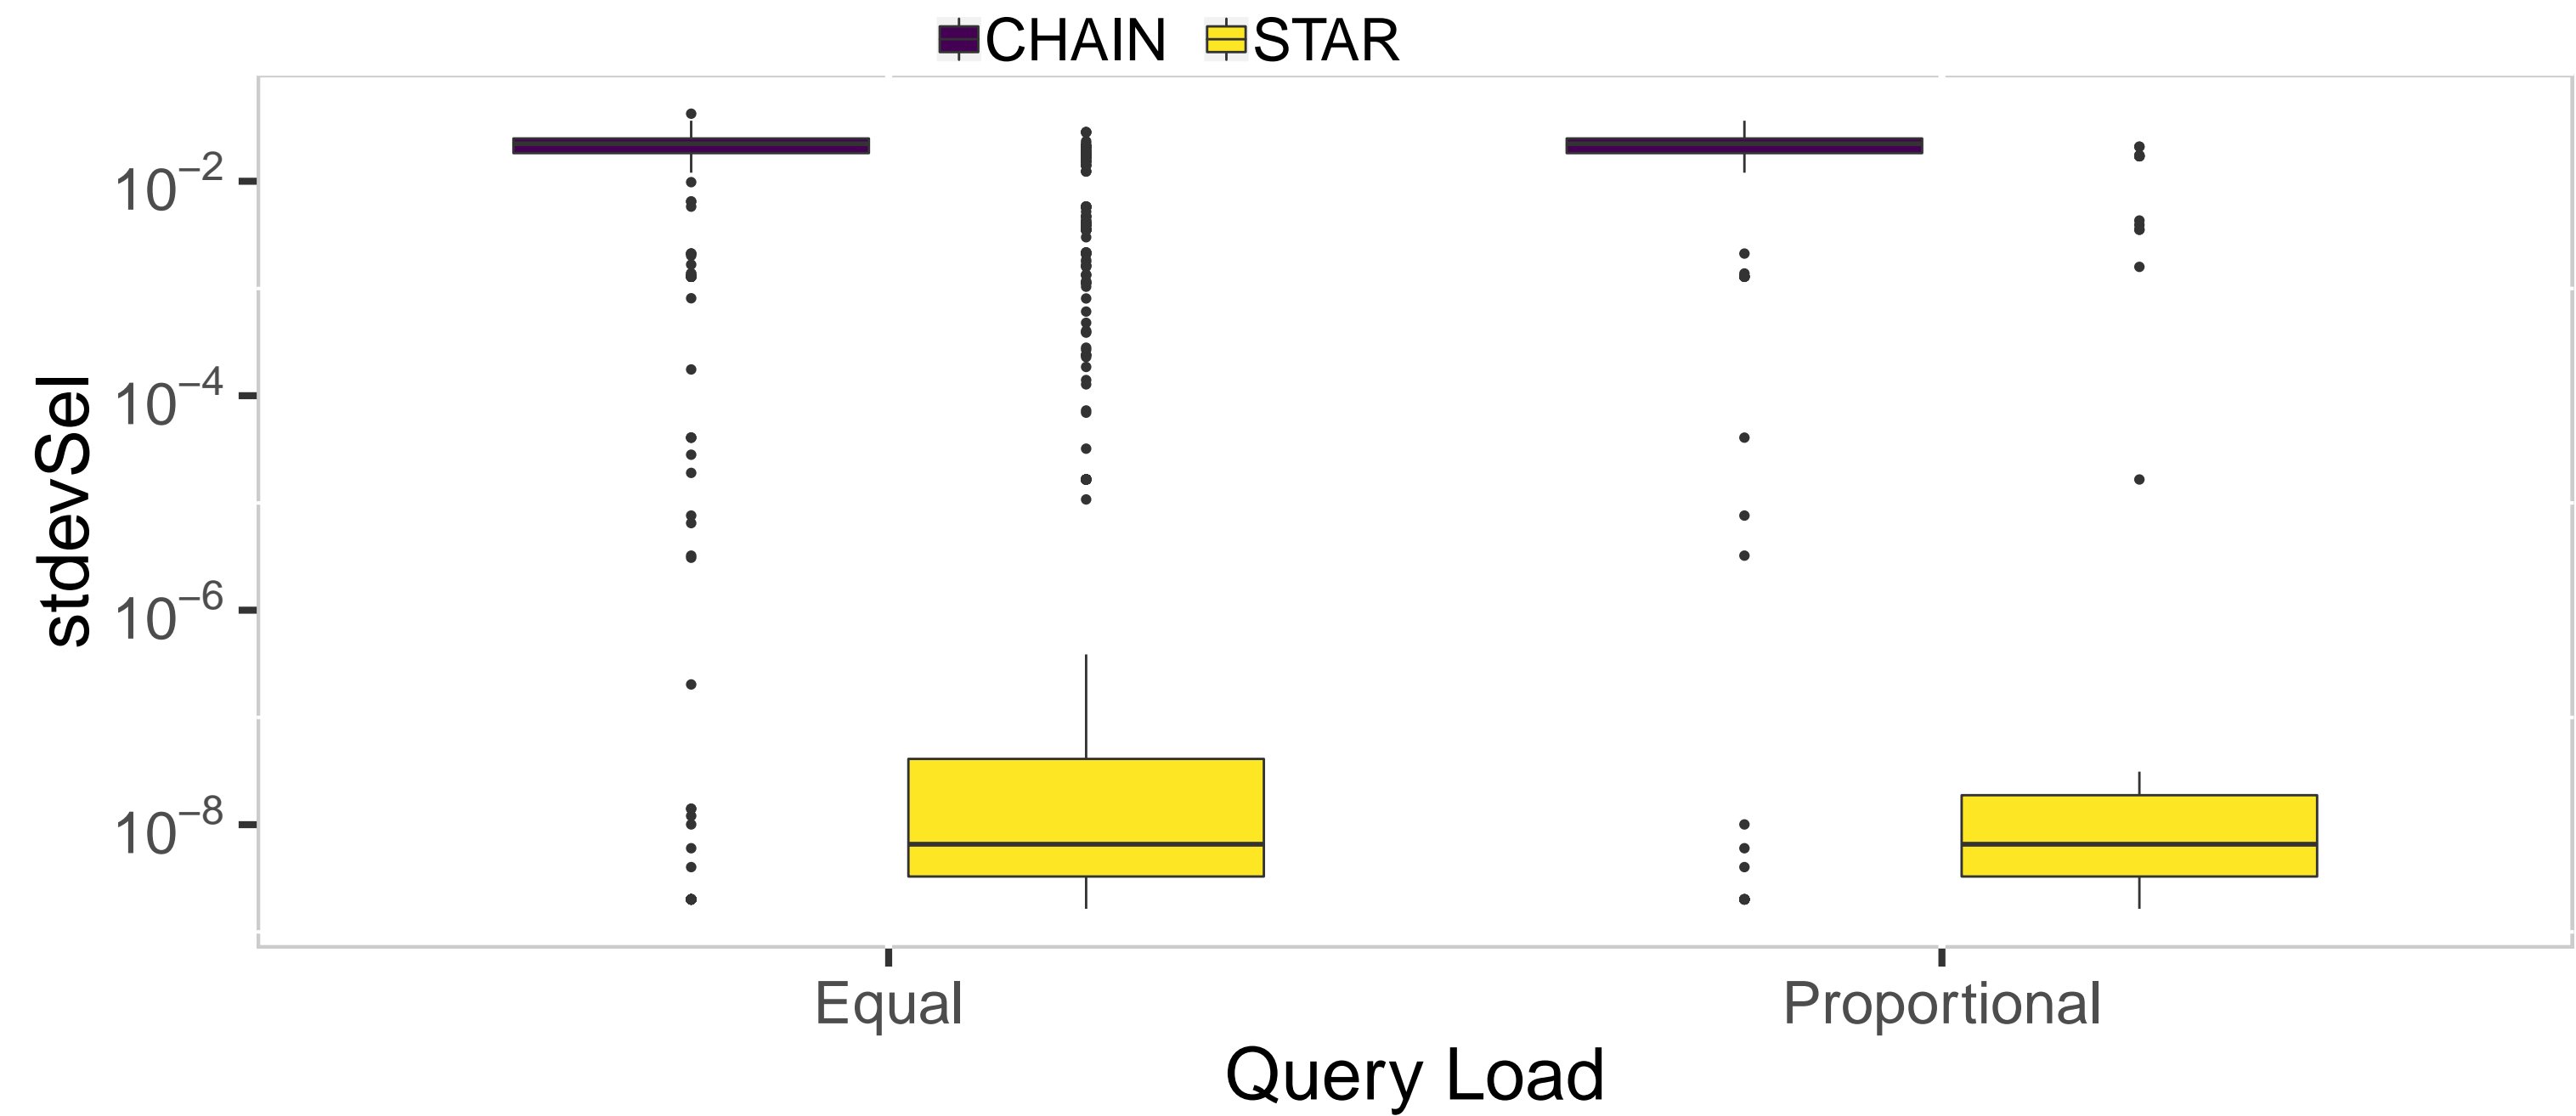 CHAIN STAR
stdevSel
10⁻²
10⁻⁴
10⁻⁶
10⁻⁸
Equal Proportional
Query Load